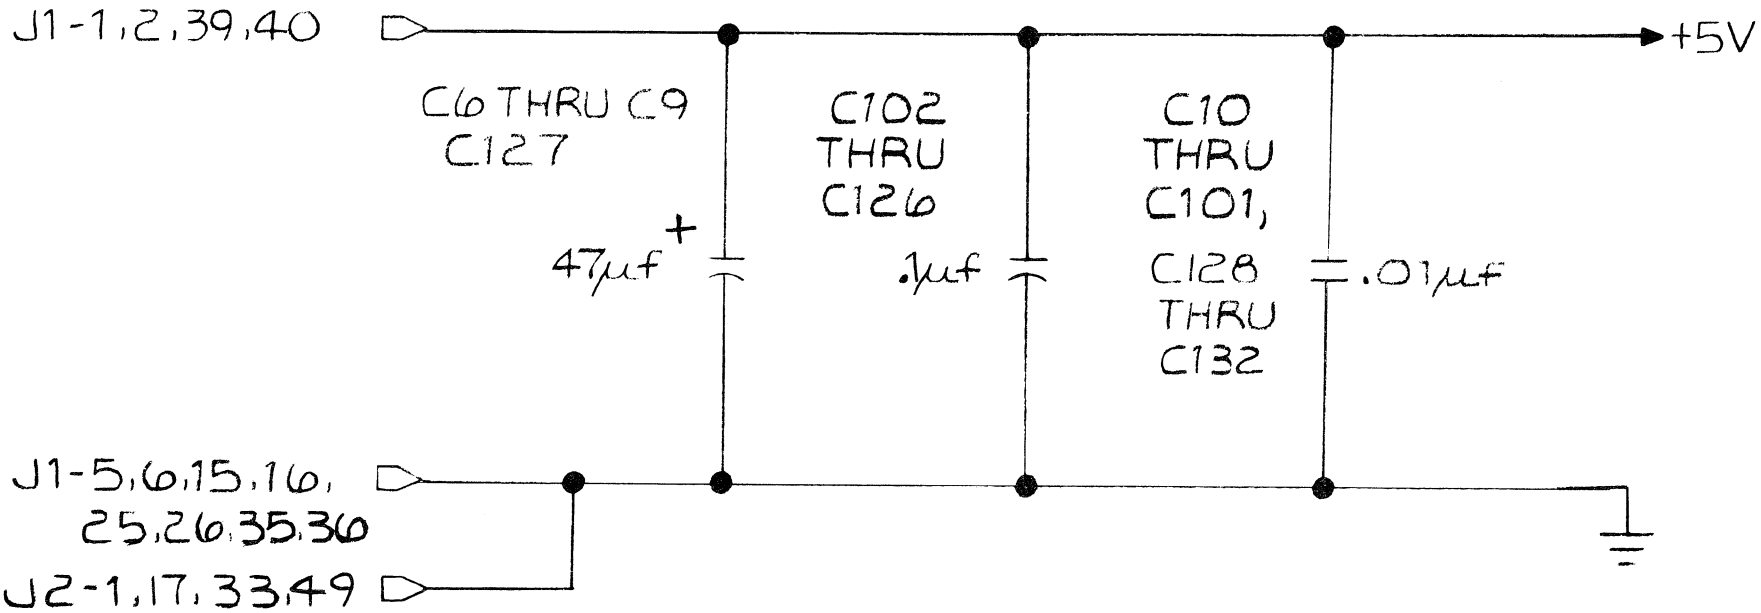 J1-1,2,39,40
+5V
C6 THRU C9
C127
+
47µf
C102
THRU
C126
.1µf
C10
THRU
C101,
C128
THRU
C132
.01µf
J1-5,6,15,16,
25,26,35,36
J2-1,17,33,49